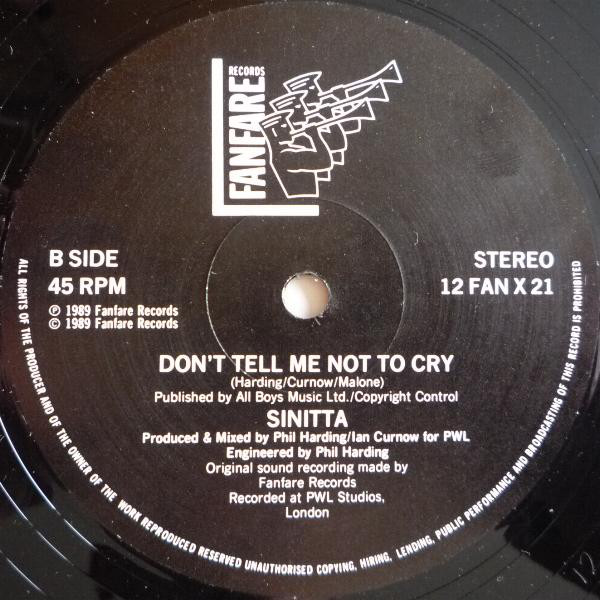 FANFARE
RECORDS
B SIDE
45 RPM
℗ 1989 Fanfare Records
© 1989 Fanfare Records
STEREO
12 FAN X 21
DON'T TELL ME NOT TO CRY
(Harding/Curnow/Malone)
Published by All Boys Music Ltd./Copyright Control
SINITTA
Produced & Mixed by Phil Harding/Ian Curnow for PWL
Engineered by Phil Harding
Original sound recording made by
Fanfare Records
Recorded at PWL Studios,
London
ALL RIGHTS OF THE PRODUCER AND OF THE OWNER OF THE WORK REPRODUCED RESERVED UNAUTHORISED COPYING, HIRING, LENDING, PUBLIC PERFORMANCE AND BROADCASTING OF THIS RECORD IS PROHIBITED